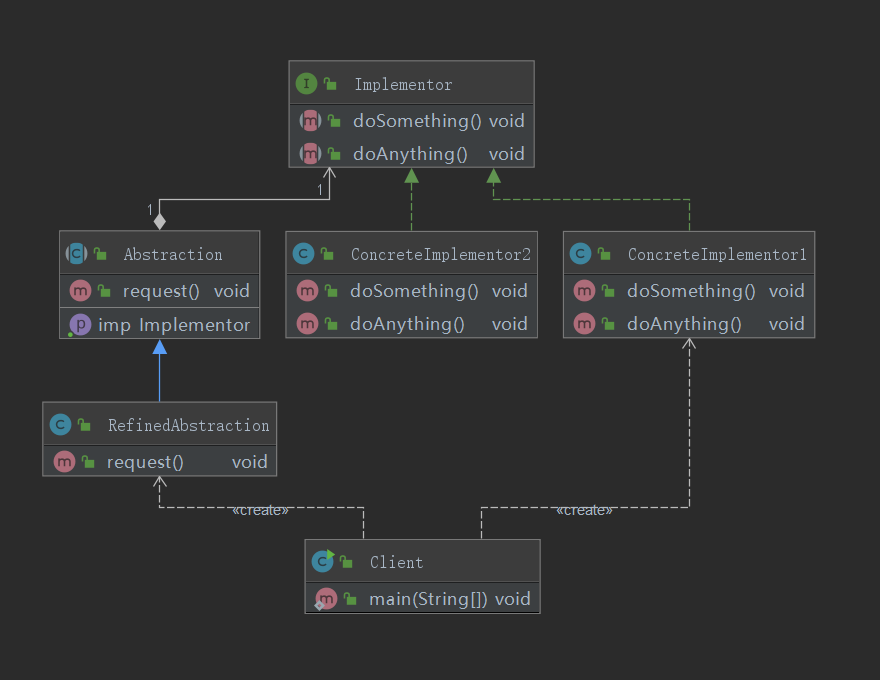 Implementor
doSomething() void
doAnything() void
1
1
Abstraction
request() void
imp Implementor
ConcreteImplementor2
doSomething() void
doAnything() void
ConcreteImplementor1
doSomething() void
doAnything() void
RefinedAbstraction
request() void
«create»
«create»
Client
main(String[]) void